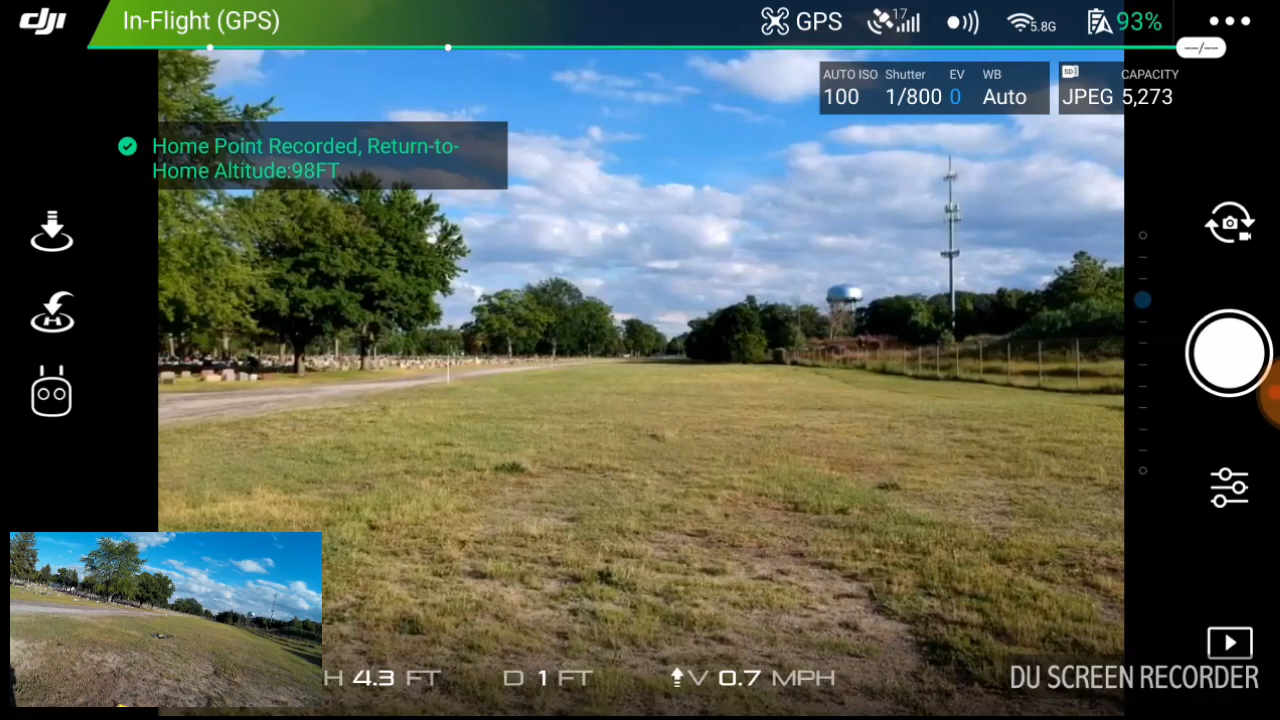 dji In-Flight (GPS) GPS 17 5.8G 93%
--/--
AUTO ISO Shutter EV WB SD CAPACITY
100 1/800 0 Auto JPEG 5,273
Home Point Recorded, Return-to-
Home Altitude:98FT
H
H 4.3 FT D 1 FT V 0.7 MPH
DU SCREEN RECORDER